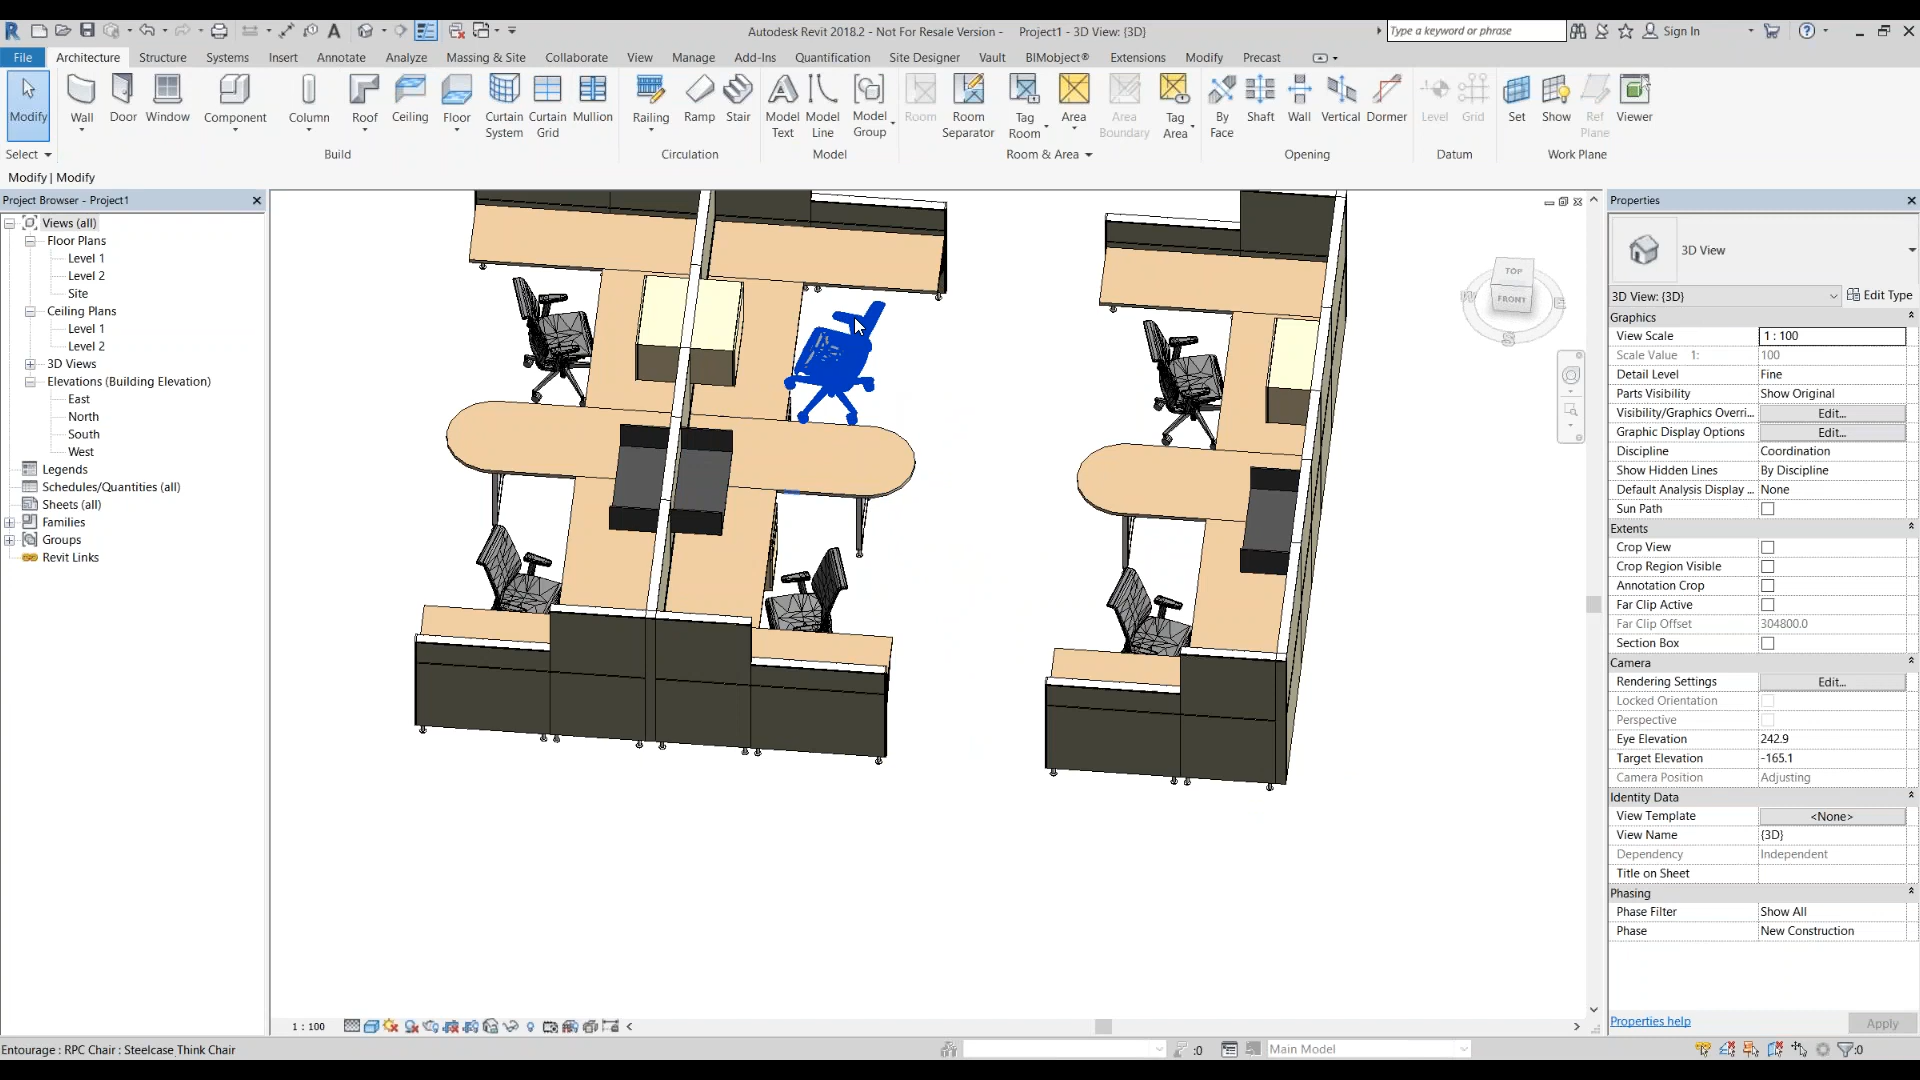 Autodesk Revit 2018.2 - Not For Resale Version - Project1 - 3D View: {3D}
Type a keyword or phrase
Sign In
File Architecture Structure Systems Insert Annotate Analyze Massing & Site Collaborate View Manage Add-Ins Quantification Site Designer Vault BIMobject® Extensions Modify Precast
Modify Wall Door Window Component Column Roof Ceiling Floor Curtain System Curtain Grid Mullion Railing Ramp Stair Model Text Model Line Model Group Room Room Separator Tag Room Area Area Boundary Tag Area By Face Shaft Wall Vertical Dormer Level Grid Set Show Ref Plane Viewer
Select Build Circulation Model Room & Area Opening Datum Work Plane
Modify | Modify
Project Browser - Project1
Views (all)
Floor Plans
Level 1
Level 2
Site
Ceiling Plans
Level 1
Level 2
3D Views
Elevations (Building Elevation)
East
North
South
West
Legends
Schedules/Quantities (all)
Sheets (all)
Families
Groups
Revit Links
TOP
FRONT
W
E
S
Properties
3D View
3D View: {3D}
Edit Type
Graphics
View Scale 1 : 100
Scale Value 1: 100
Detail Level Fine
Parts Visibility Show Original
Visibility/Graphics Overri... Edit...
Graphic Display Options Edit...
Discipline Coordination
Show Hidden Lines By Discipline
Default Analysis Display ... None
Sun Path
Extents
Crop View
Crop Region Visible
Annotation Crop
Far Clip Active
Far Clip Offset 304800.0
Section Box
Camera
Rendering Settings Edit...
Locked Orientation
Perspective
Eye Elevation 242.9
Target Elevation -165.1
Camera Position Adjusting
Identity Data
View Template <None>
View Name {3D}
Dependency Independent
Title on Sheet
Phasing
Phase Filter Show All
Phase New Construction
Properties help
Apply
1 : 100
Entourage : RPC Chair : Steelcase Think Chair
:0
Main Model
:0